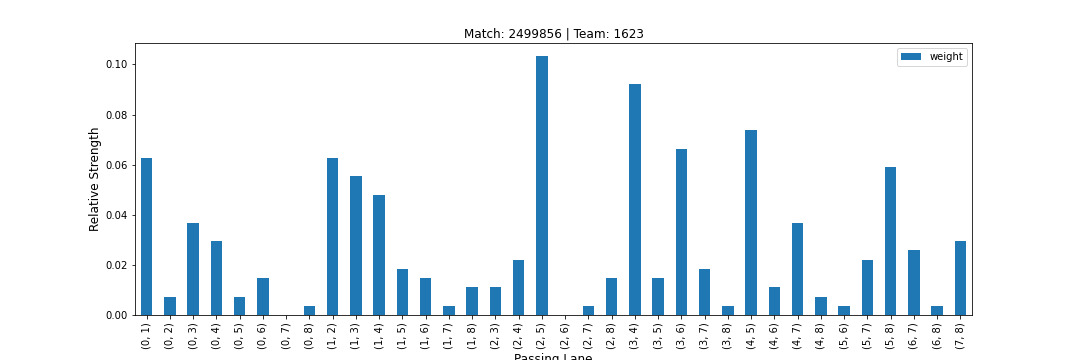 Match: 2499856 | Team: 1623
weight
Relative Strength
0.10
0.08
0.06
0.04
0.02
0.00
(0, 1) (0, 2) (0, 3) (0, 4) (0, 5) (0, 6) (0, 7) (0, 8) (1, 2) (1, 3) (1, 4) (1, 5) (1, 6) (1, 7) (1, 8) (2, 3) (2, 4) (2, 5) (2, 6) (2, 7) (2, 8) (3, 4) (3, 5) (3, 6) (3, 7) (3, 8) (4, 5) (4, 6) (4, 7) (4, 8) (5, 6) (5, 7) (5, 8) (6, 7) (6, 8) (7, 8)
Passing Lane